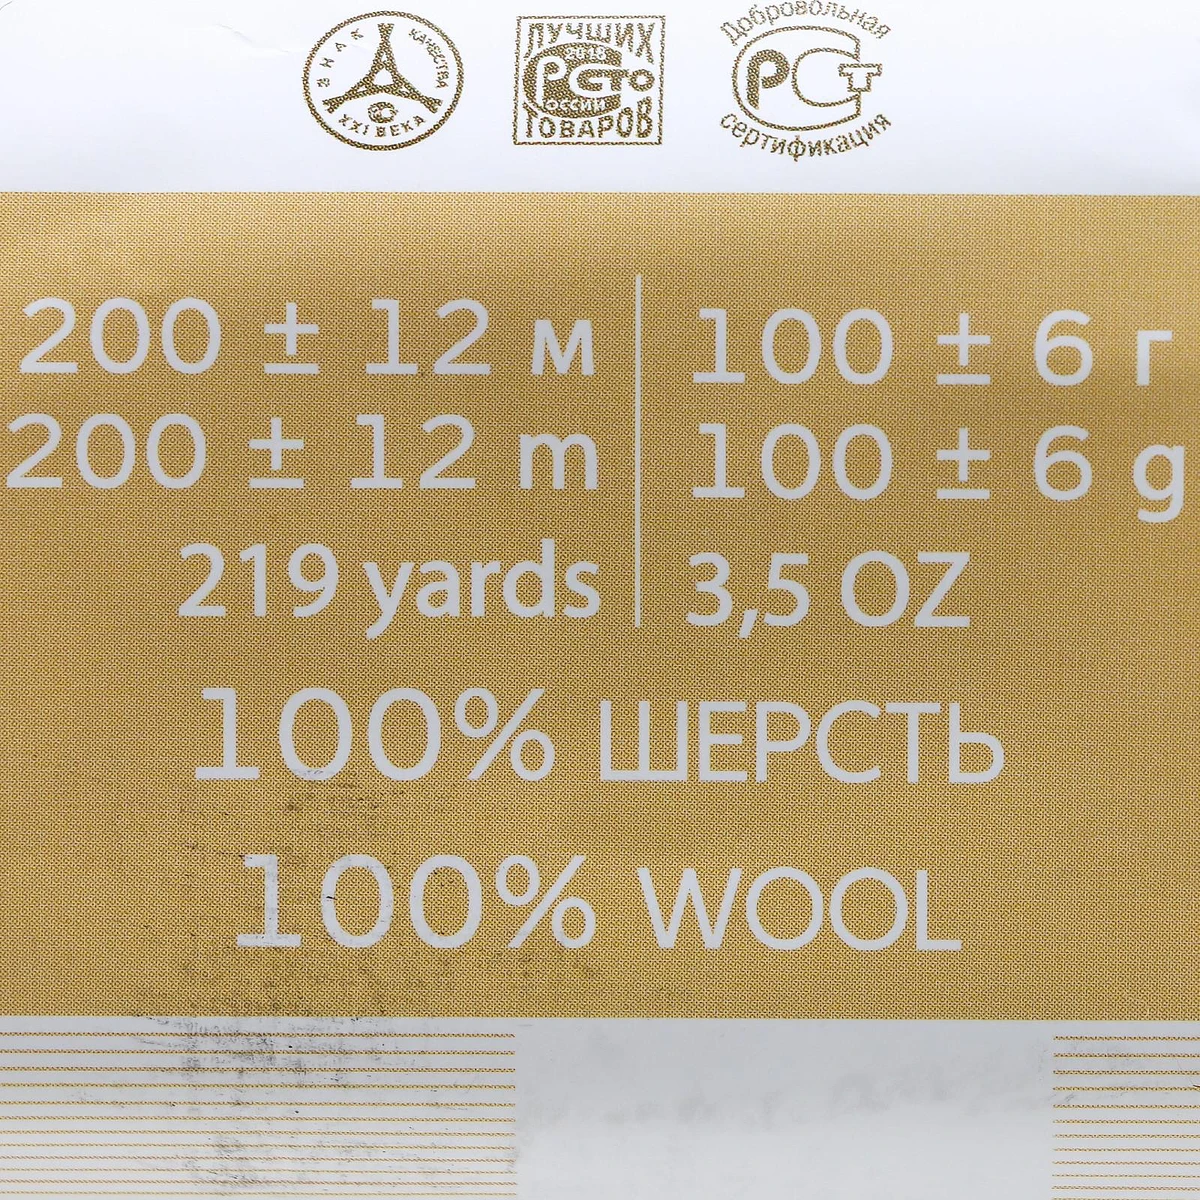 ЗНАК КАЧЕСТВА
XXI ВЕКА
ЛУЧШИХ
2018
РОССИИ
ТОВАРОВ
Добровольная
РСТ
сертификация
200 ± 12 м
200 ± 12 m
219 yards
100 ± 6 г
100 ± 6 g
3,5 OZ
100% ШЕРСТЬ
100% WOOL